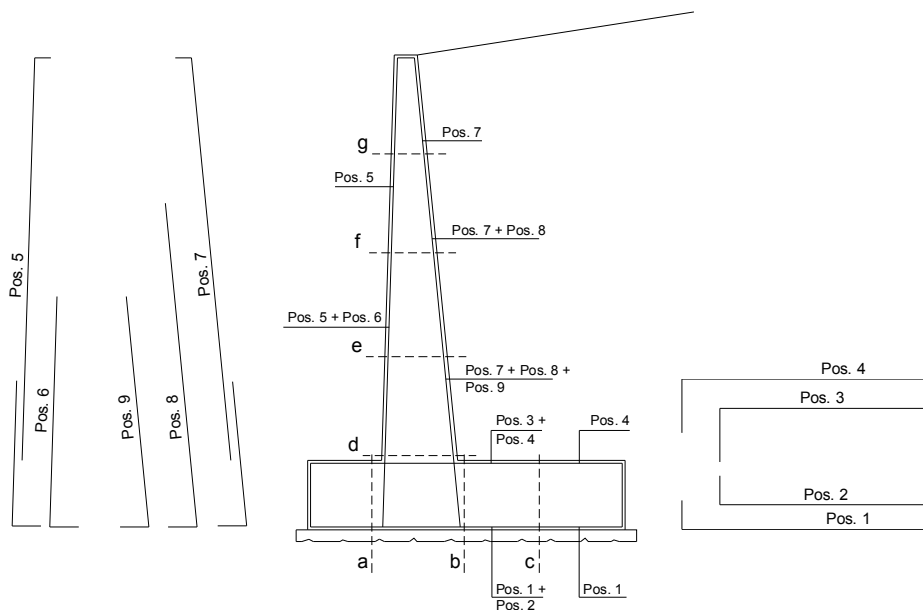 Pos. 7
g
Pos. 5
Pos. 7 + Pos. 8
f
Pos. 5
Pos. 7
Pos. 5 + Pos. 6
e
Pos. 7 + Pos. 8 +
Pos. 9
Pos. 6
Pos. 9
Pos. 8
Pos. 4
Pos. 3
Pos. 3 +
Pos. 4
Pos. 4
d
Pos. 2
Pos. 1
a
b
c
Pos. 1 +
Pos. 2
Pos. 1